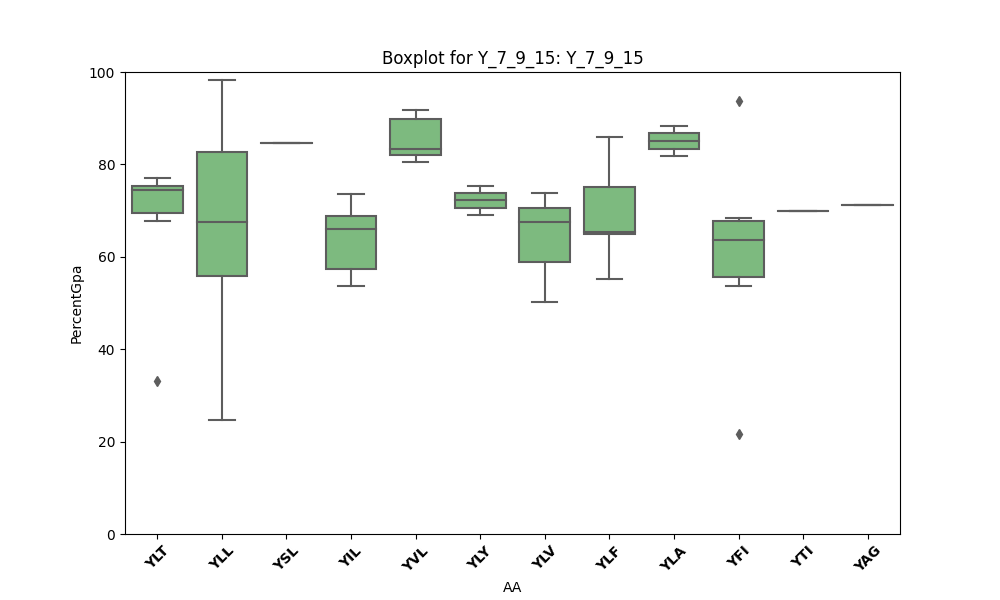 Boxplot for Y_7_9_15: Y_7_9_15
100
80
60
40
20
0
PercentGpa
YLT YLL YSL YIL YVL YLY YLV YLF YLA YFI YTI YAG
AA